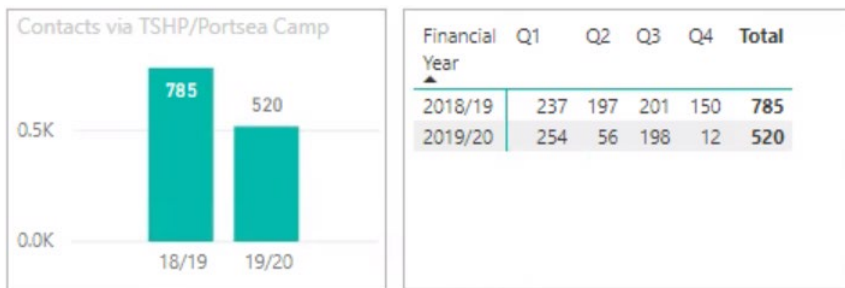 Contacts via TSHP/Portsea Camp
785
520
0.5K
0.0K
18/19 19/20
Financial Year Q1 Q2 Q3 Q4 Total
2018/19 237 197 201 150 785
2019/20 254 56 198 12 520